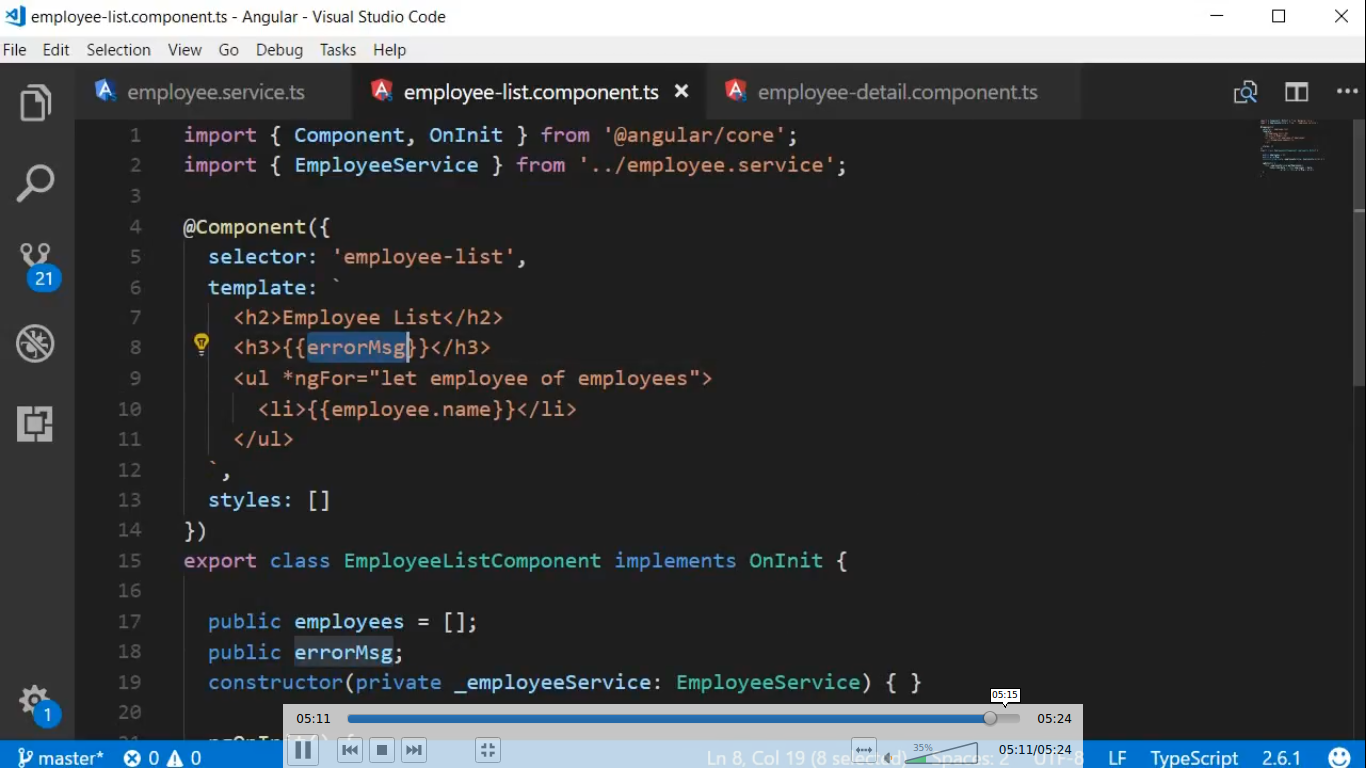 employee-list.component.ts - Angular - Visual Studio Code
File Edit Selection View Go Debug Tasks Help
employee.service.ts employee-list.component.ts employee-detail.component.ts
1 import { Component, OnInit } from '@angular/core';
2 import { EmployeeService } from '../employee.service';
3
4 @Component({
5 selector: 'employee-list',
6 template: `
7 <h2>Employee List</h2>
8 <h3>{{errorMsg}}</h3>
9 <ul *ngFor="let employee of employees">
10 <li>{{employee.name}}</li>
11 </ul>
12 `,
13 styles: []
14 })
15 export class EmployeeListComponent implements OnInit {
16
17 public employees = [];
18 public errorMsg;
19 constructor(private _employeeService: EmployeeService) { }
20
21
1
05:15
05:11 05:24
35% 05:11/05:24
master* 0 0 Ln 8, Col 19 (8 selected) Spaces: 2 UTF-8 LF TypeScript 2.6.1